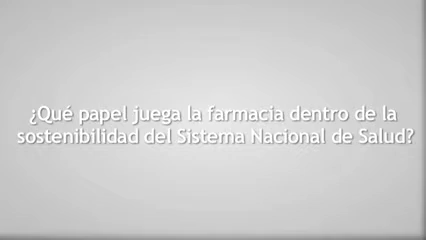 ¿Qué papel juega la farmacia dentro de la
sostenibilidad del Sistema Nacional de Salud?